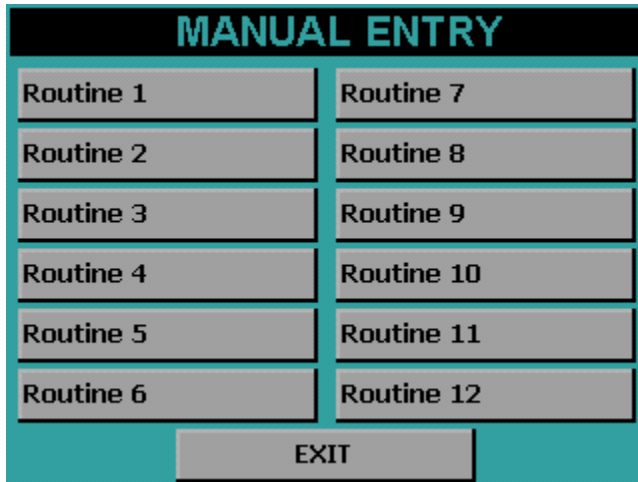 MANUAL ENTRY
Routine 1
Routine 2
Routine 3
Routine 4
Routine 5
Routine 6
Routine 7
Routine 8
Routine 9
Routine 10
Routine 11
Routine 12
EXIT